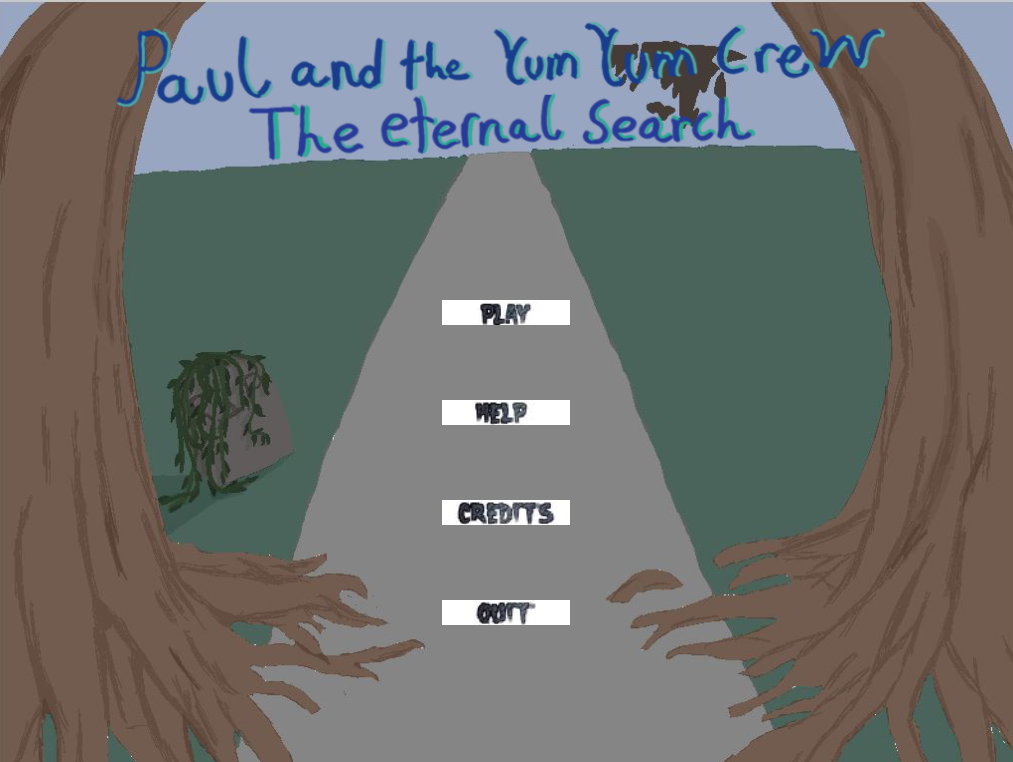 Paul and the Yum Yum Crew
The eternal Search
PLAY
HELP
CREDITS
QUIT